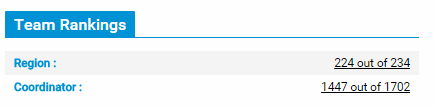 Team Rankings
Region : 224 out of 234
Coordinator : 1447 out of 1702